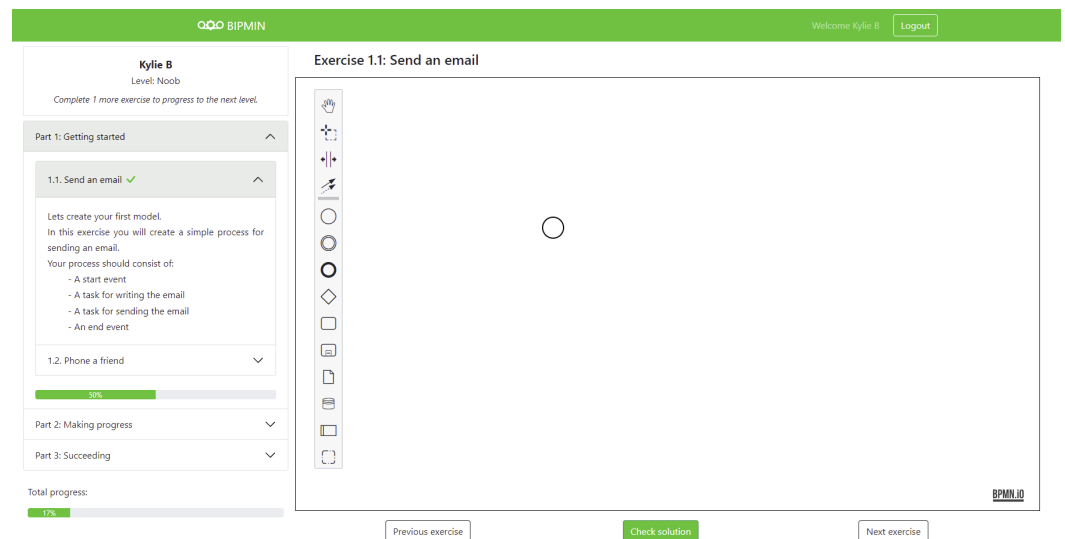 BIPMIN
Welcome Kylie B
Logout
Kylie B
Level: Noob
Complete 1 more exercise to progress to the next level.
Part 1: Getting started
1.1. Send an email
Lets create your first model.
In this exercise you will create a simple process for
sending an email.
Your process should consist of:
- A start event
- A task for writing the email
- A task for sending the email
- An end event
1.2. Phone a friend
50%
Part 2: Making progress
Part 3: Succeeding
Total progress:
17%
Exercise 1.1: Send an email
BPMN.iO
Previous exercise
Check solution
Next exercise